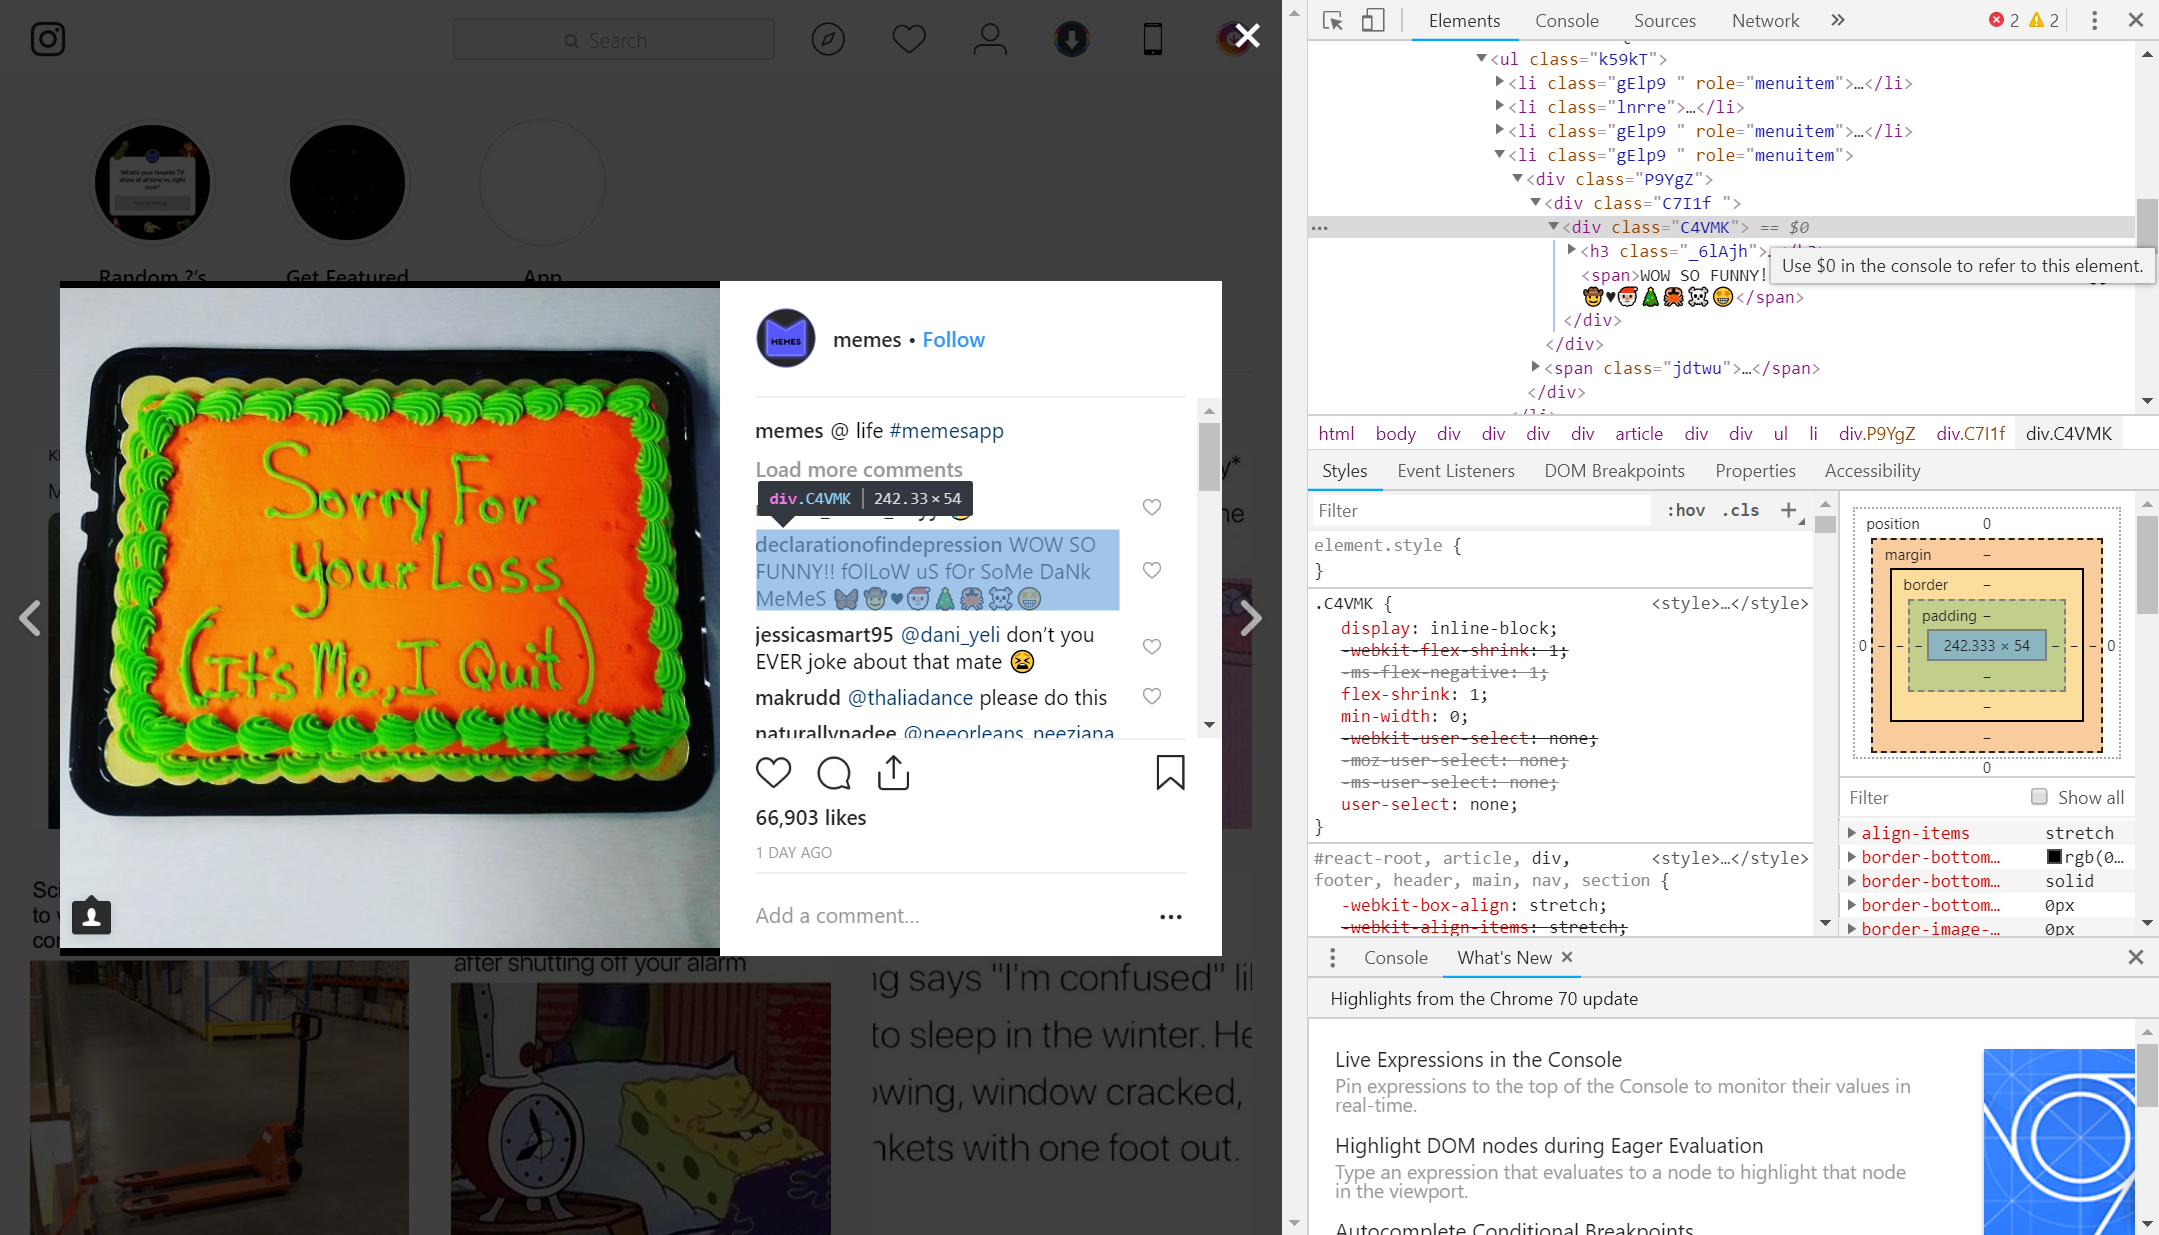 Search
What's your favorite TV
show of all time vs. right
now?
Random ?'s
Get Featured
App
Sorry For
your Loss
(It's Me, I Quit)
MEMES
memes • Follow
memes @ life #memesapp
Load more comments
div.C4VMK | 242.33 × 54
declarationofindepression WOW SO
FUNNY!! fOlLoW uS fOr SoMe DaNk
MeMeS 🦋🤠♥️🎅🎄🦀☠️🤩
jessicasmart95 @dani_yeli don't you
EVER joke about that mate 😫
makrudd @thaliadance please do this
naturallynadee @neeorleans_neeziana
66,903 likes
1 DAY AGO
Add a comment...
after shutting off your alarm
ng says "I'm confused" li
to sleep in the winter. He
owing, window cracked,
nkets with one foot out.
Elements Console Sources Network » 2 2
<ul class="k59kT">
<li class="gElp9 " role="menuitem">…</li>
<li class="lnrre">…</li>
<li class="gElp9 " role="menuitem">…</li>
<li class="gElp9 " role="menuitem">
<div class="P9YgZ">
<div class="C7I1f ">
… <div class="C4VMK"> == $0
<h3 class="_6lAjh">
Use $0 in the console to refer to this element.
<span>WOW SO FUNNY!
🤠♥🎅🎄🦀☠🤩</span>
</div>
</div>
<span class="jdtwu">…</span>
</div>
</li>
html body div div div div article div div ul li div.P9YgZ div.C7I1f div.C4VMK
Styles Event Listeners DOM Breakpoints Properties Accessibility
Filter :hov .cls +
element.style {
}
.C4VMK { <style>…</style>
display: inline-block;
-webkit-flex-shrink: 1;
-ms-flex-negative: 1;
flex-shrink: 1;
min-width: 0;
-webkit-user-select: none;
-moz-user-select: none;
-ms-user-select: none;
user-select: none;
}
#react-root, article, div, <style>…</style>
footer, header, main, nav, section {
-webkit-box-align: stretch;
-webkit-align-items: stretch;
position 0
margin –
border –
padding –
0 – – – 242.333 × 54 – – – 0
–
–
–
0
Filter Show all
align-items stretch
border-bottom… rgb(0…
border-bottom… solid
border-bottom… 0px
border-image-… 0px
Console What's New ×
Highlights from the Chrome 70 update
Live Expressions in the Console
Pin expressions to the top of the Console to monitor their values in
real-time.
Highlight DOM nodes during Eager Evaluation
Type an expression that evaluates to a node to highlight that node
in the viewport.
Autocomplete Conditional Breakpoints